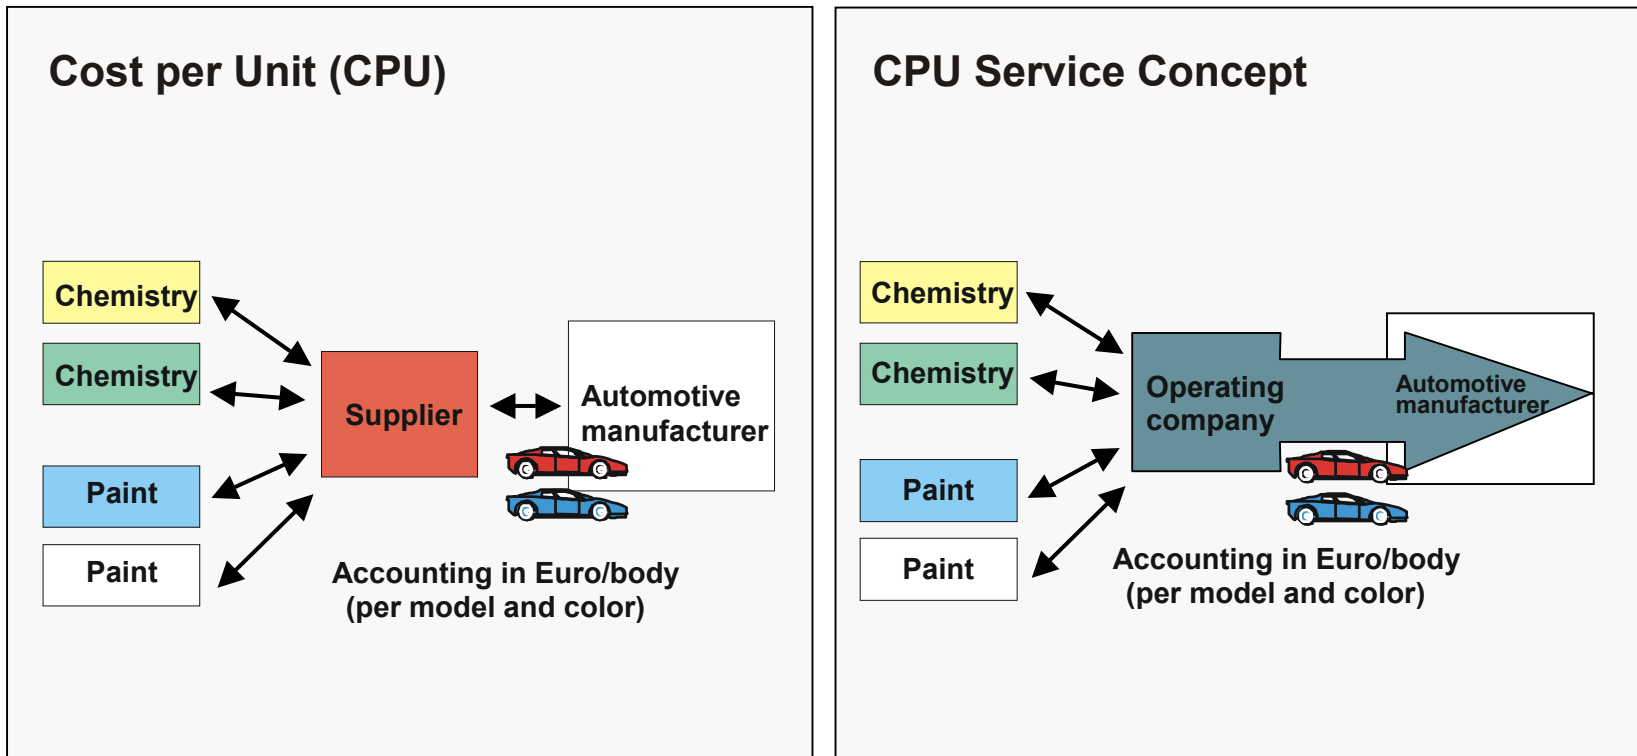 Cost per Unit (CPU)
Chemistry
Chemistry
Supplier
Automotive
manufacturer
Paint
Paint
Accounting in Euro/body
(per model and color)
CPU Service Concept
Chemistry
Chemistry
Operating
company
Automotive
manufacturer
Paint
Paint
Accounting in Euro/body
(per model and color)